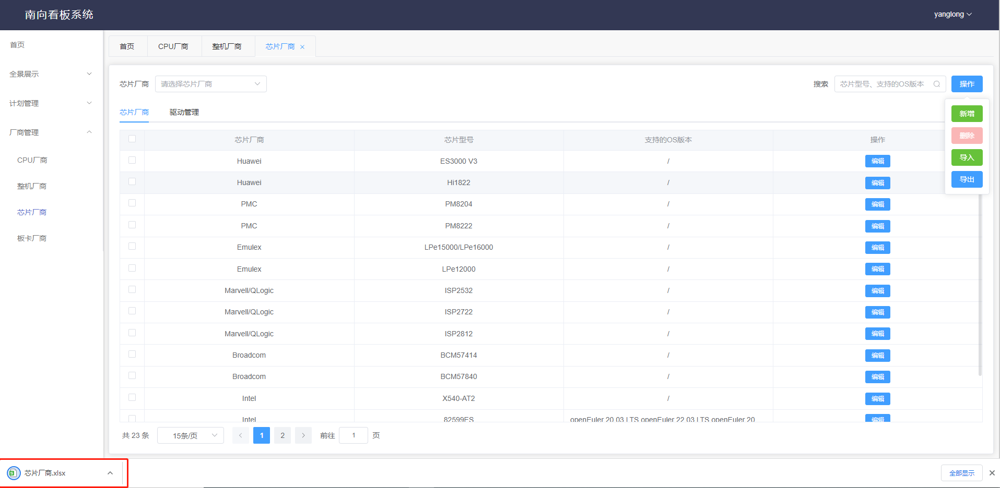 南向看板系统
yanglong
首页
全景展示
计划管理
厂商管理
CPU厂商
整机厂商
芯片厂商
板卡厂商
首页 CPU厂商 整机厂商 芯片厂商
芯片厂商 请选择芯片厂商 搜索 芯片型号、支持的OS版本 操作
新增
删除
导入
导出
芯片厂商 驱动管理
芯片厂商 芯片型号 支持的OS版本 操作
Huawei ES3000 V3 / 编辑
Huawei Hi1822 / 编辑
PMC PM8204 / 编辑
PMC PM8222 / 编辑
Emulex LPe15000/LPe16000 / 编辑
Emulex LPe12000 / 编辑
Marvell/QLogic ISP2532 / 编辑
Marvell/QLogic ISP2722 / 编辑
Marvell/QLogic ISP2812 / 编辑
Broadcom BCM57414 / 编辑
Broadcom BCM57840 / 编辑
Intel X540-AT2 / 编辑
Intel 82599ES openEuler 20.03 LTS openEuler 22.03 LTS openEuler 20 编辑
共 23 条 15条/页 1 2 前往 1 页
芯片厂商.xlsx
全部显示